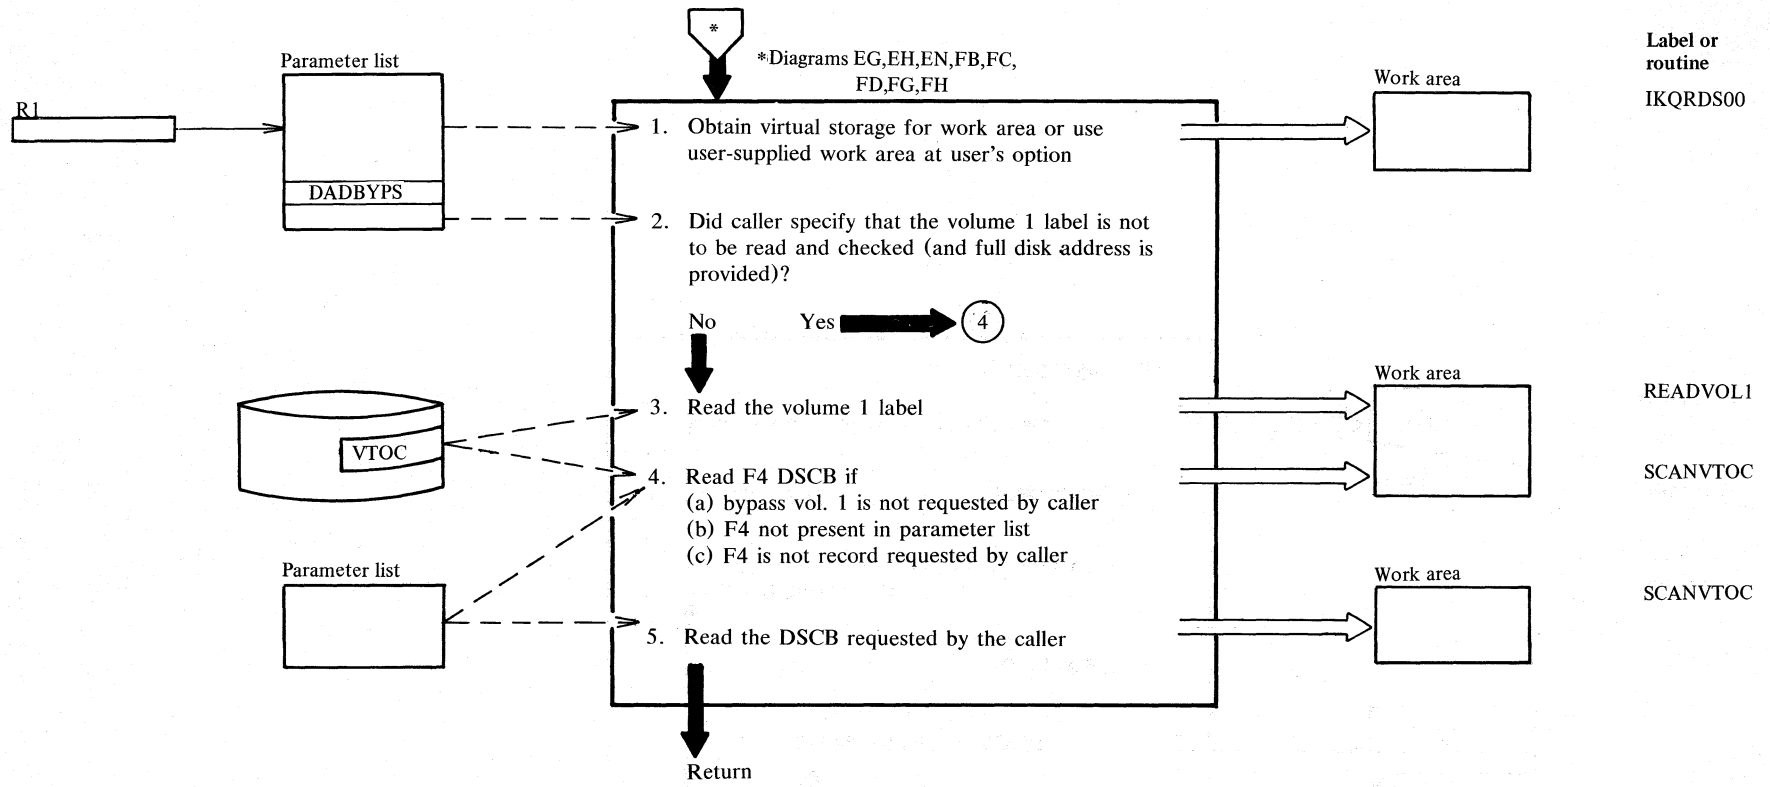 *
*Diagrams EG,EH,EN,FB,FC,
FD,FG,FH
Label or
routine
Parameter list
Work area
IKQRDS00
R1
1. Obtain virtual storage for work area or use
user-supplied work area at user's option
DADBYPS
2. Did caller specify that the volume 1 label is not
to be read and checked (and full disk address is
provided)?
No Yes 4
Work area
READVOL1
3. Read the volume 1 label
VTOC
4. Read F4 DSCB if
SCANVTOC
(a) bypass vol. 1 is not requested by caller
(b) F4 not present in parameter list
(c) F4 is not record requested by caller
Parameter list
Work area
SCANVTOC
5. Read the DSCB requested by the caller
Return